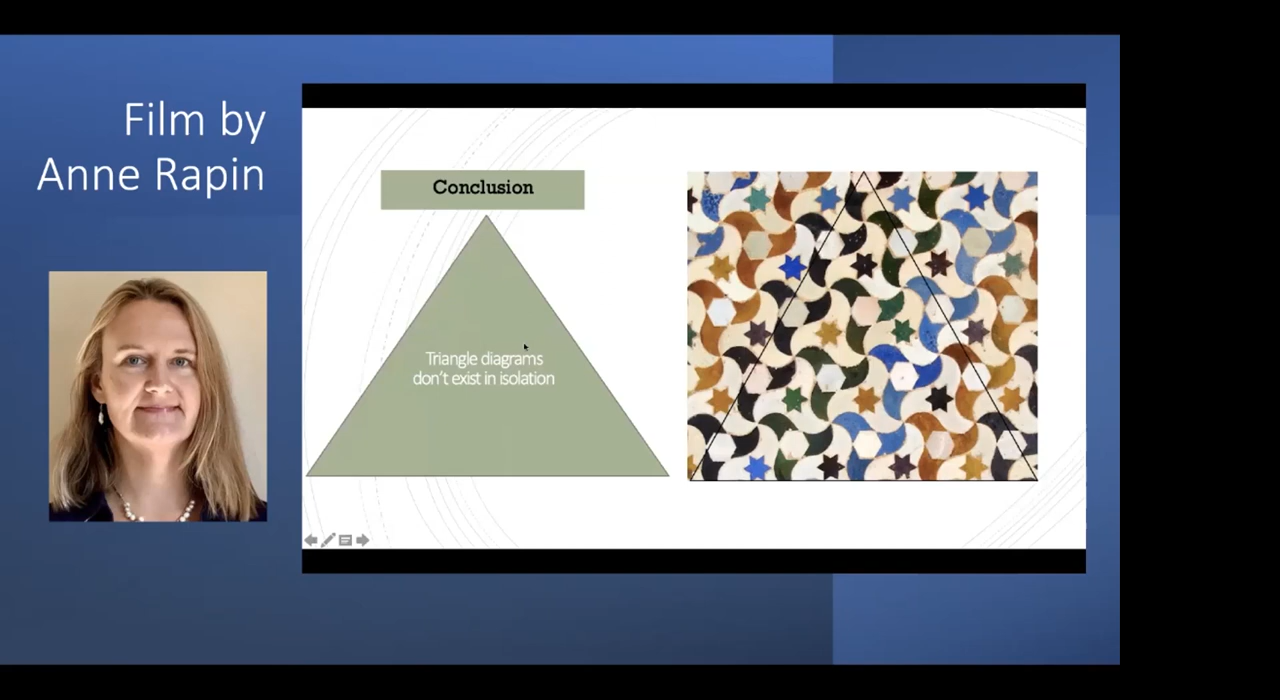 Film by
Anne Rapin
Conclusion
Triangle diagrams
don't exist in isolation